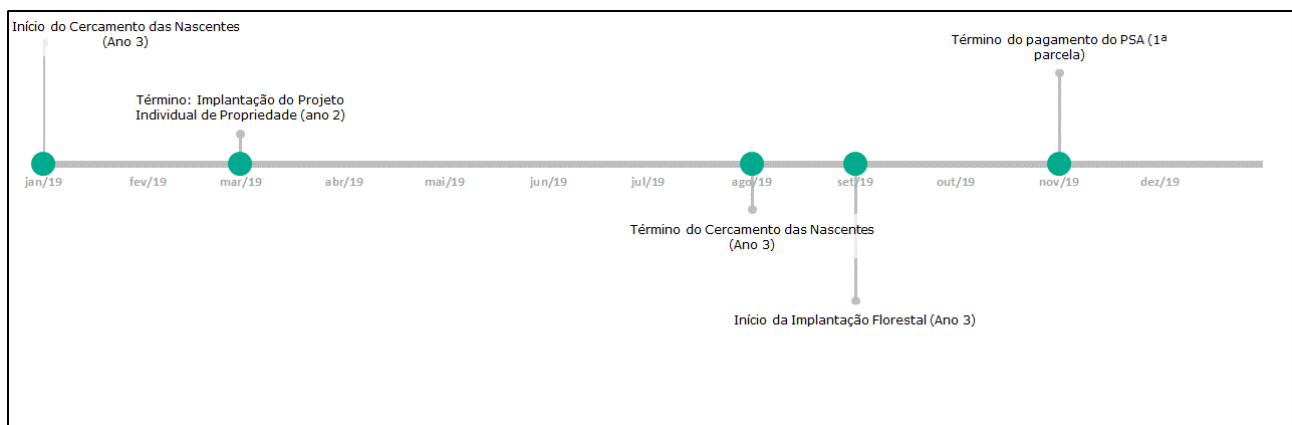 Início do Cercamento das Nascentes
(Ano 3)
Término do pagamento do PSA (1ª
parcela)
Término: Implantação do Projeto
Individual de Propriedade (ano 2)
jan/19
fev/19
mar/19
abr/19
mai/19
jun/19
jul/19
ago/19
set/19
out/19
nov/19
dez/19
Término do Cercamento das Nascentes
(Ano 3)
Início da Implantação Florestal (Ano 3)